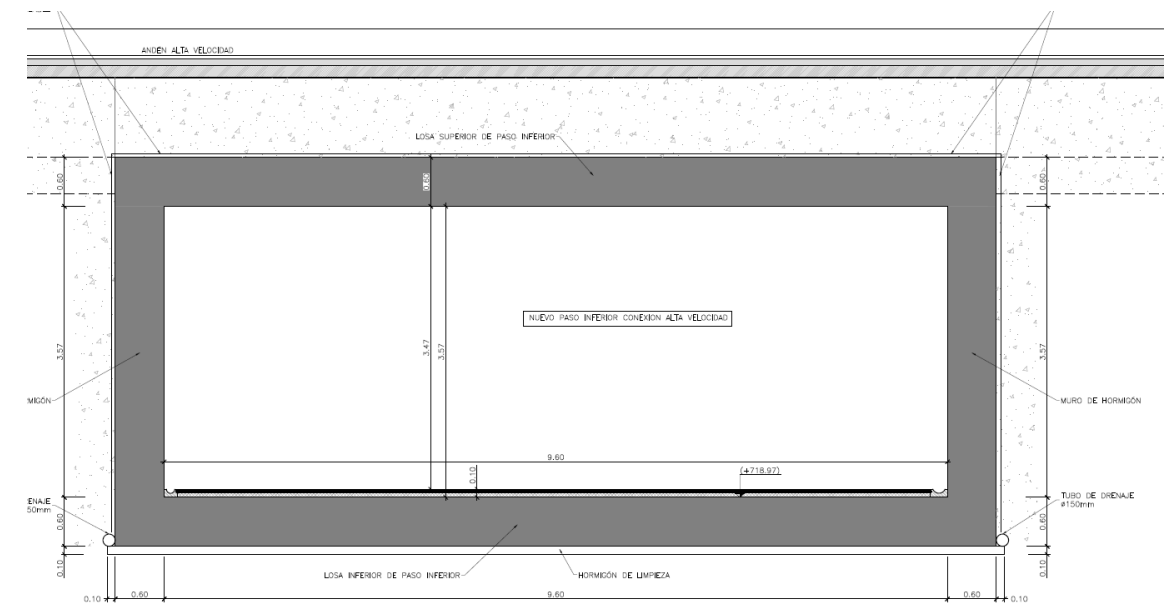 ANDÉN ALTA VELOCIDAD
LOSA SUPERIOR DE PASO INFERIOR
0.60
0.60
0.60
NUEVO PASO INFERIOR CONEXION ALTA VELOCIDAD
3.57
3.47
3.57
3.57
MIGÓN
MURO DE HORMIGÓN
9.60
0.10
(+718.97)
ENAJE
50mm
TUBO DE DRENAJE
ø150mm
0.60
0.60
0.10
0.10
LOSA INFERIOR DE PASO INFERIOR
HORMIGÓN DE LIMPIEZA
0.10
0.60
9.60
0.60
0.10